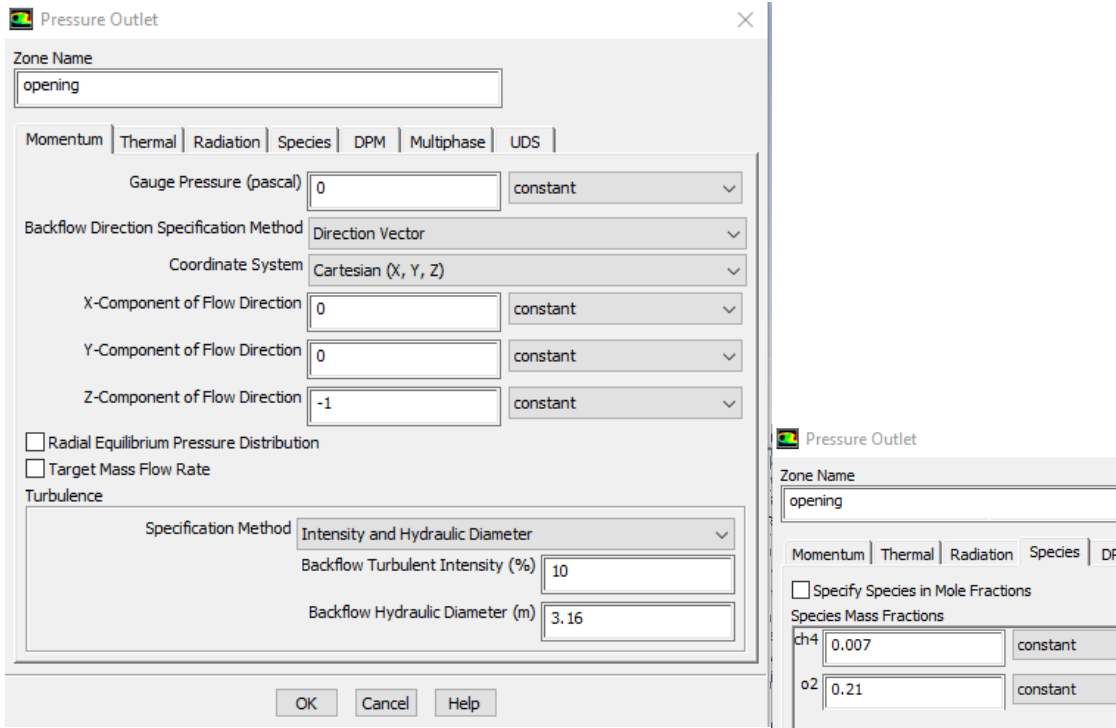 Pressure Outlet
Zone Name
opening
Momentum Thermal Radiation Species DPM Multiphase UDS
Gauge Pressure (pascal) 0 constant
Backflow Direction Specification Method Direction Vector
Coordinate System Cartesian (X, Y, Z)
X-Component of Flow Direction 0 constant
Y-Component of Flow Direction 0 constant
Z-Component of Flow Direction -1 constant
Radial Equilibrium Pressure Distribution
Target Mass Flow Rate
Turbulence
Specification Method Intensity and Hydraulic Diameter
Backflow Turbulent Intensity (%) 10
Backflow Hydraulic Diameter (m) 3.16
OK Cancel Help
Pressure Outlet
Zone Name
opening
Momentum Thermal Radiation Species DP
Specify Species in Mole Fractions
Species Mass Fractions
ch4 0.007 constant
o2 0.21 constant